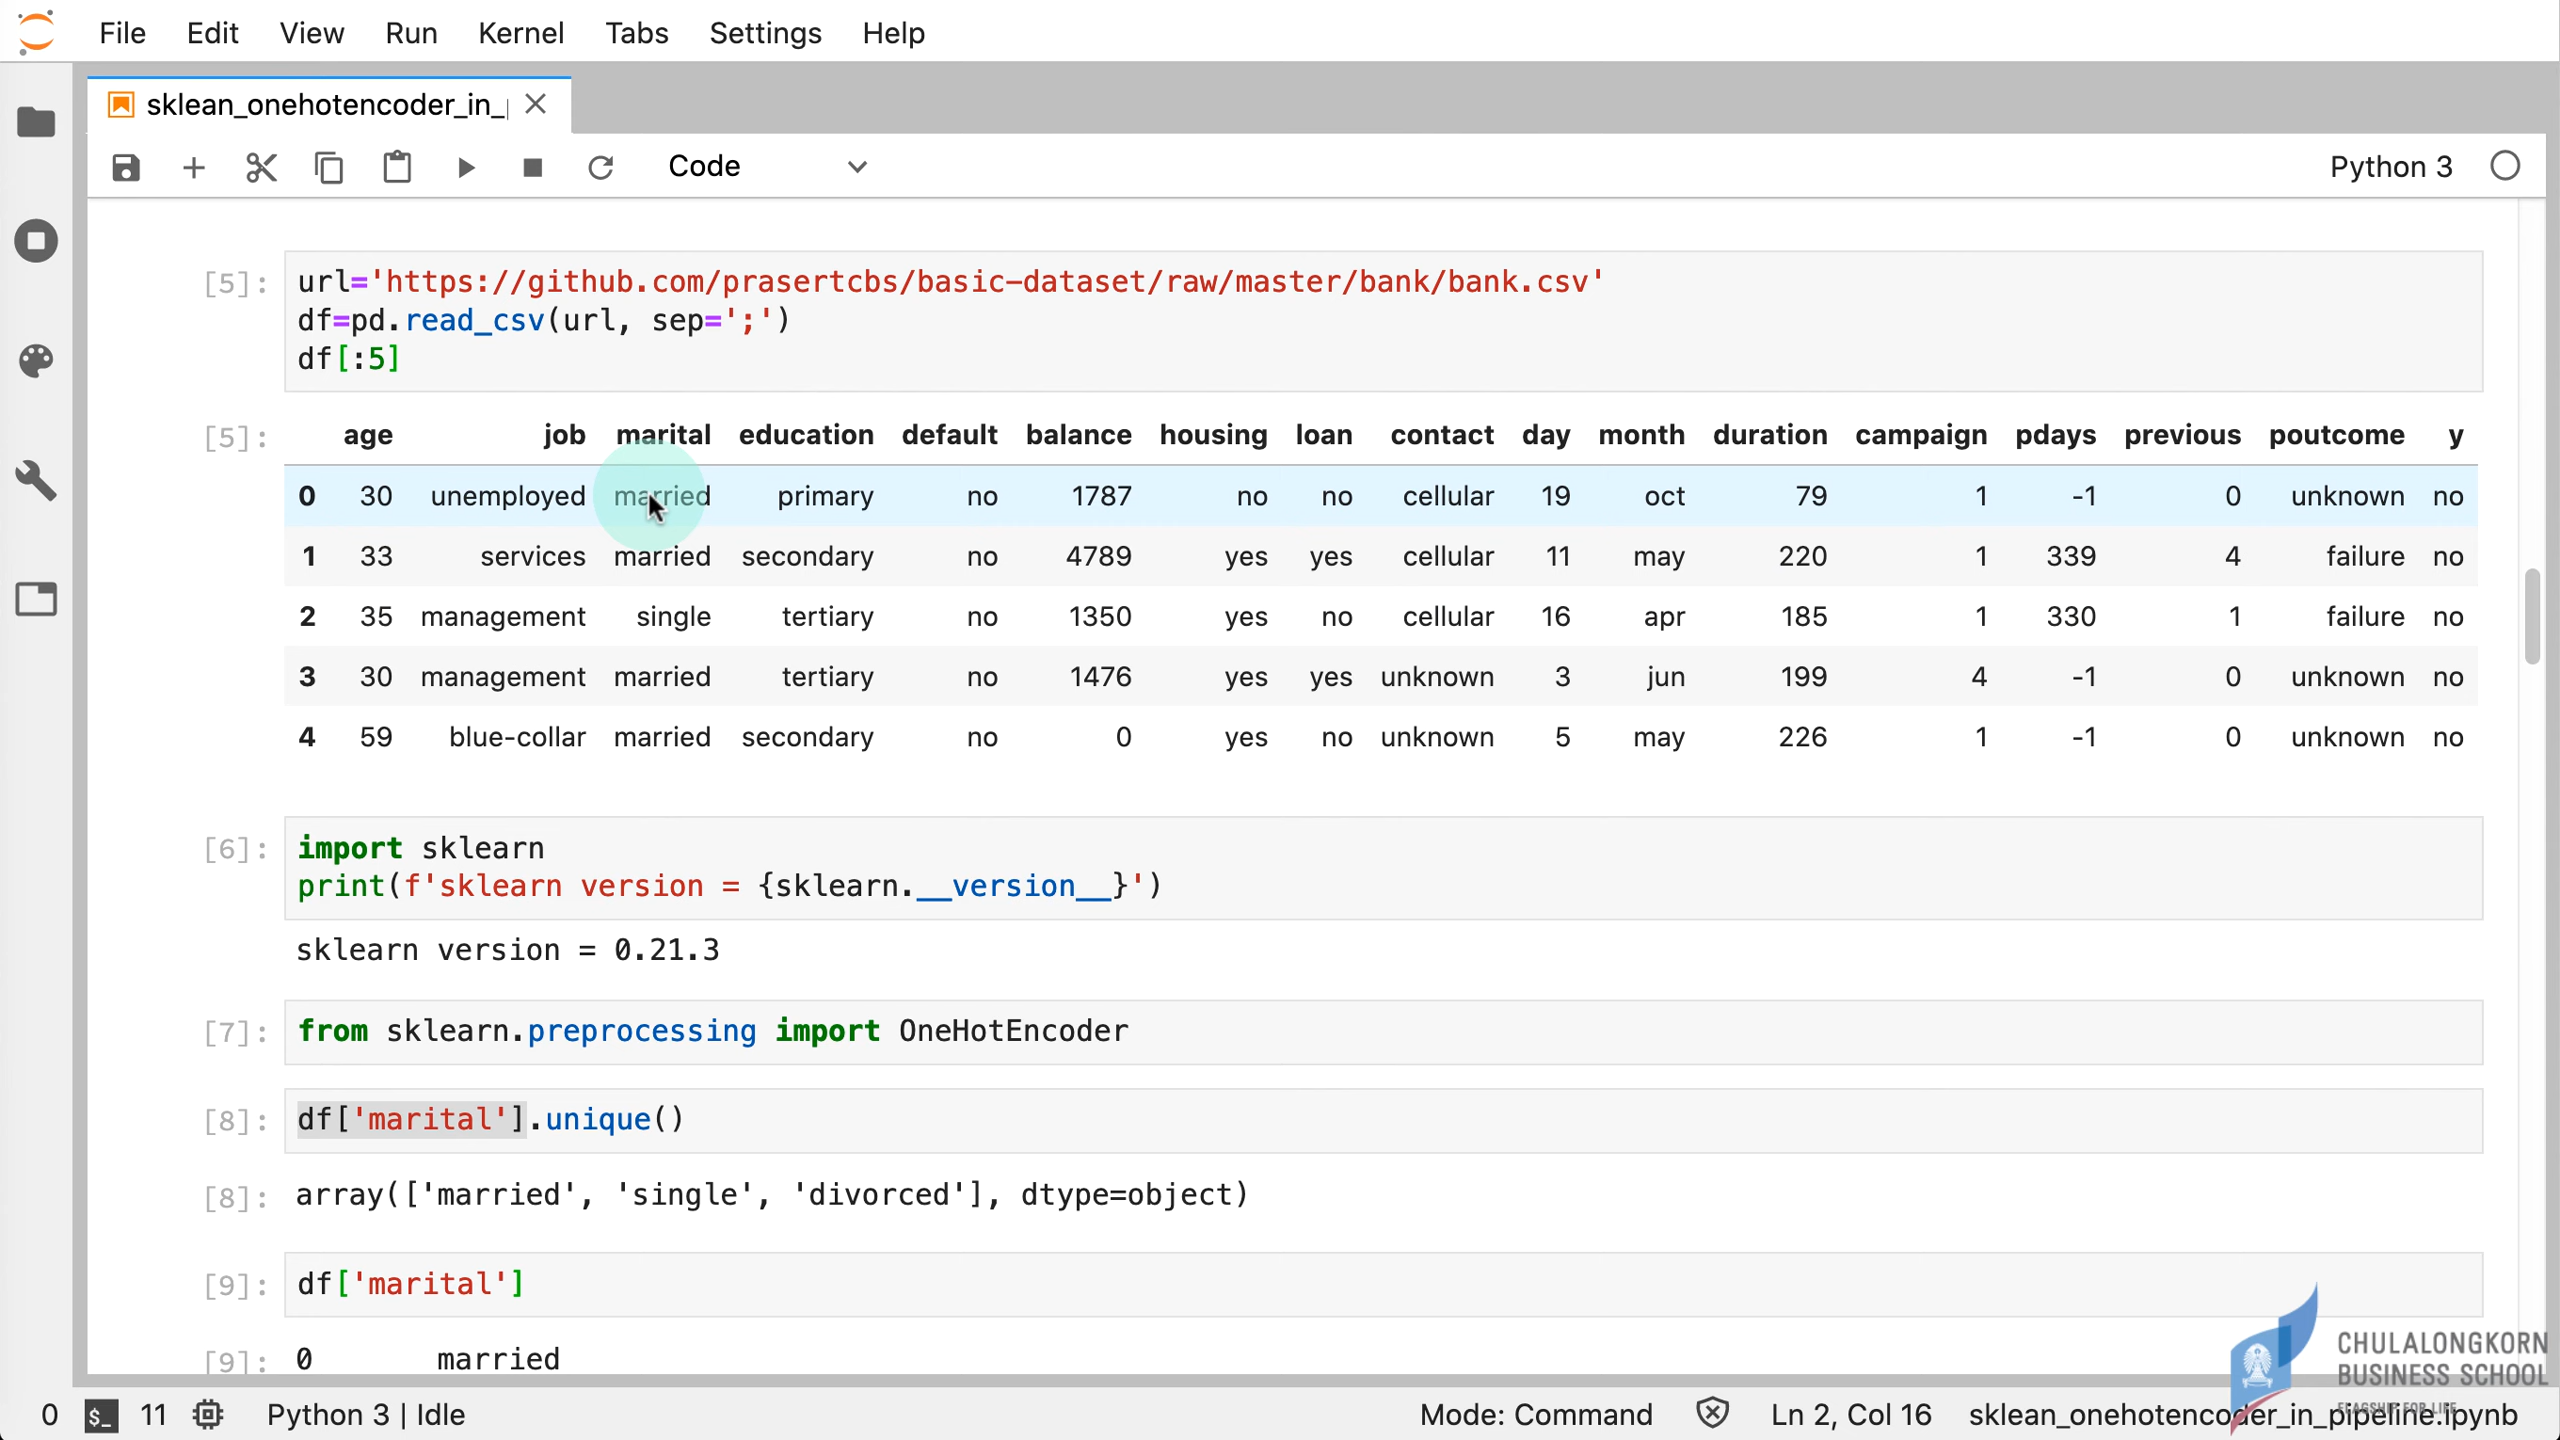 File Edit View Run Kernel Tabs Settings Help
sklean_onehotencoder_in_
Code
Python 3
[5]: url='https://github.com/prasertcbs/basic-dataset/raw/master/bank/bank.csv'
df=pd.read_csv(url, sep=';')
df[:5]
[5]: age job marital education default balance housing loan contact day month duration campaign pdays previous poutcome y
0 30 unemployed married primary no 1787 no no cellular 19 oct 79 1 -1 0 unknown no
1 33 services married secondary no 4789 yes yes cellular 11 may 220 1 339 4 failure no
2 35 management single tertiary no 1350 yes no cellular 16 apr 185 1 330 1 failure no
3 30 management married tertiary no 1476 yes yes unknown 3 jun 199 4 -1 0 unknown no
4 59 blue-collar married secondary no 0 yes no unknown 5 may 226 1 -1 0 unknown no
[6]: import sklearn
print(f'sklearn version = {sklearn.__version__}')
sklearn version = 0.21.3
[7]: from sklearn.preprocessing import OneHotEncoder
[8]: df['marital'].unique()
[8]: array(['married', 'single', 'divorced'], dtype=object)
[9]: df['marital']
[9]: 0 married
CHULALONGKORN
BUSINESS SCHOOL
FLAGSHIP FOR LIFE
0 $_ 11 Python 3 | Idle Mode: Command Ln 2, Col 16 sklean_onehotencoder_in_pipeline.ipynb